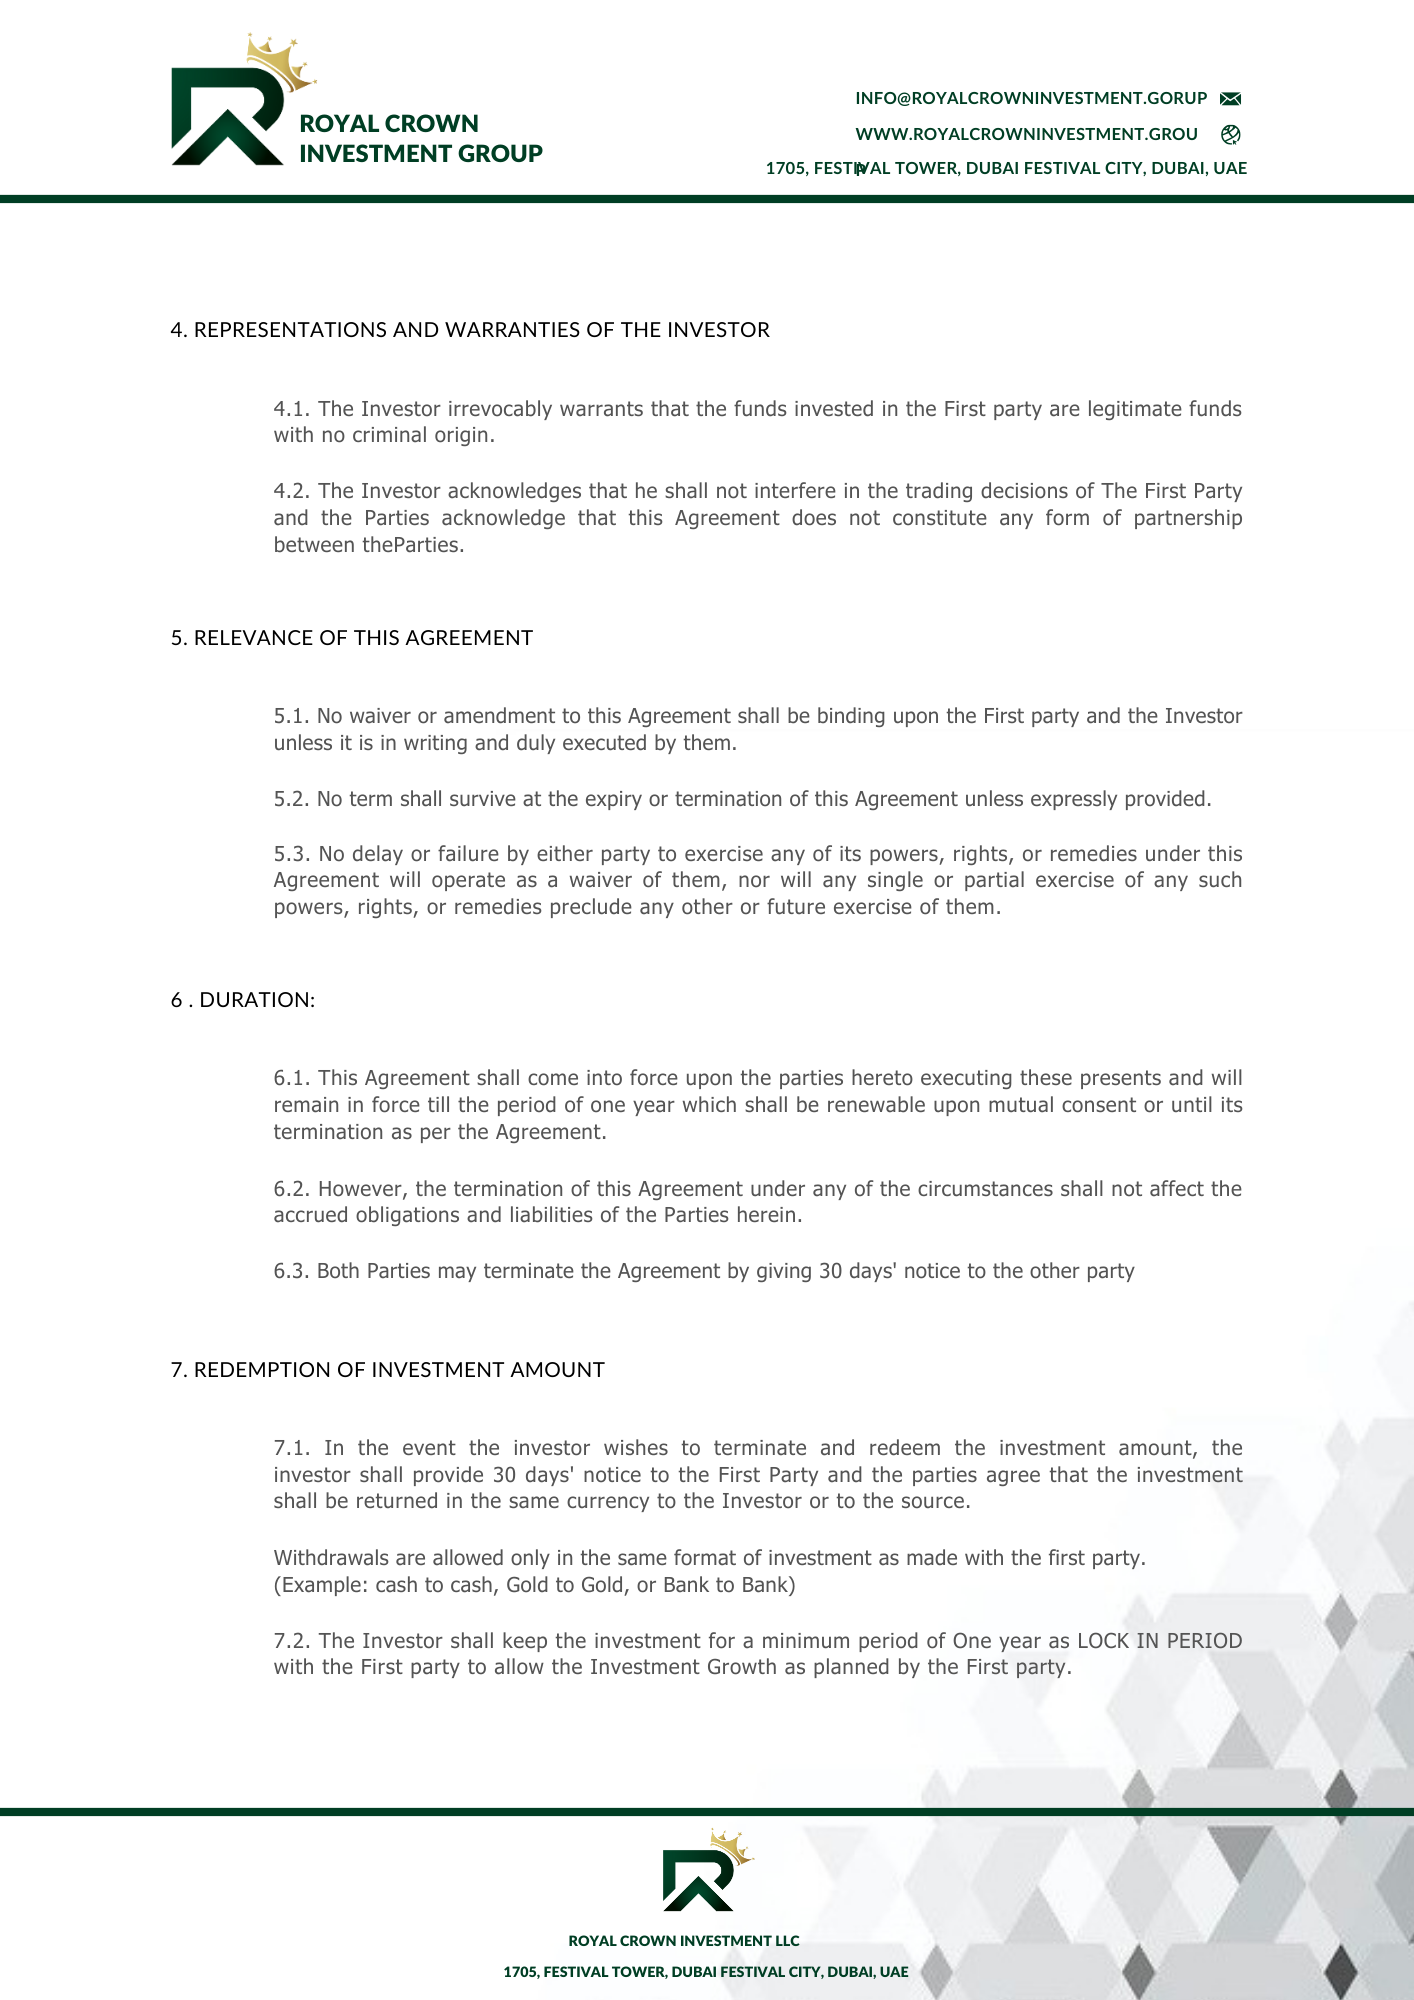 ROYAL CROWN
INVESTMENT GROUP
INFO@ROYALCROWNINVESTMENT.GORUP
WWW.ROYALCROWNINVESTMENT.GROU
P
1705, FESTIVAL TOWER, DUBAI FESTIVAL CITY, DUBAI, UAE
4. REPRESENTATIONS AND WARRANTIES OF THE INVESTOR
4.1. The Investor irrevocably warrants that the funds invested in the First party are legitimate funds
with no criminal origin.
4.2. The Investor acknowledges that he shall not interfere in the trading decisions of The First Party
and the Parties acknowledge that this Agreement does not constitute any form of partnership
between theParties.
5. RELEVANCE OF THIS AGREEMENT
5.1. No waiver or amendment to this Agreement shall be binding upon the First party and the Investor
unless it is in writing and duly executed by them.
5.2. No term shall survive at the expiry or termination of this Agreement unless expressly provided.
5.3. No delay or failure by either party to exercise any of its powers, rights, or remedies under this
Agreement will operate as a waiver of them, nor will any single or partial exercise of any such
powers, rights, or remedies preclude any other or future exercise of them.
6 . DURATION:
6.1. This Agreement shall come into force upon the parties hereto executing these presents and will
remain in force till the period of one year which shall be renewable upon mutual consent or until its
termination as per the Agreement.
6.2. However, the termination of this Agreement under any of the circumstances shall not affect the
accrued obligations and liabilities of the Parties herein.
6.3. Both Parties may terminate the Agreement by giving 30 days' notice to the other party
7. REDEMPTION OF INVESTMENT AMOUNT
7.1. In the event the investor wishes to terminate and redeem the investment amount, the
investor shall provide 30 days' notice to the First Party and the parties agree that the investment
shall be returned in the same currency to the Investor or to the source.
Withdrawals are allowed only in the same format of investment as made with the first party.
(Example: cash to cash, Gold to Gold, or Bank to Bank)
7.2. The Investor shall keep the investment for a minimum period of One year as LOCK IN PERIOD
with the First party to allow the Investment Growth as planned by the First party.
ROYAL CROWN INVESTMENT LLC
1705, FESTIVAL TOWER, DUBAI FESTIVAL CITY, DUBAI, UAE